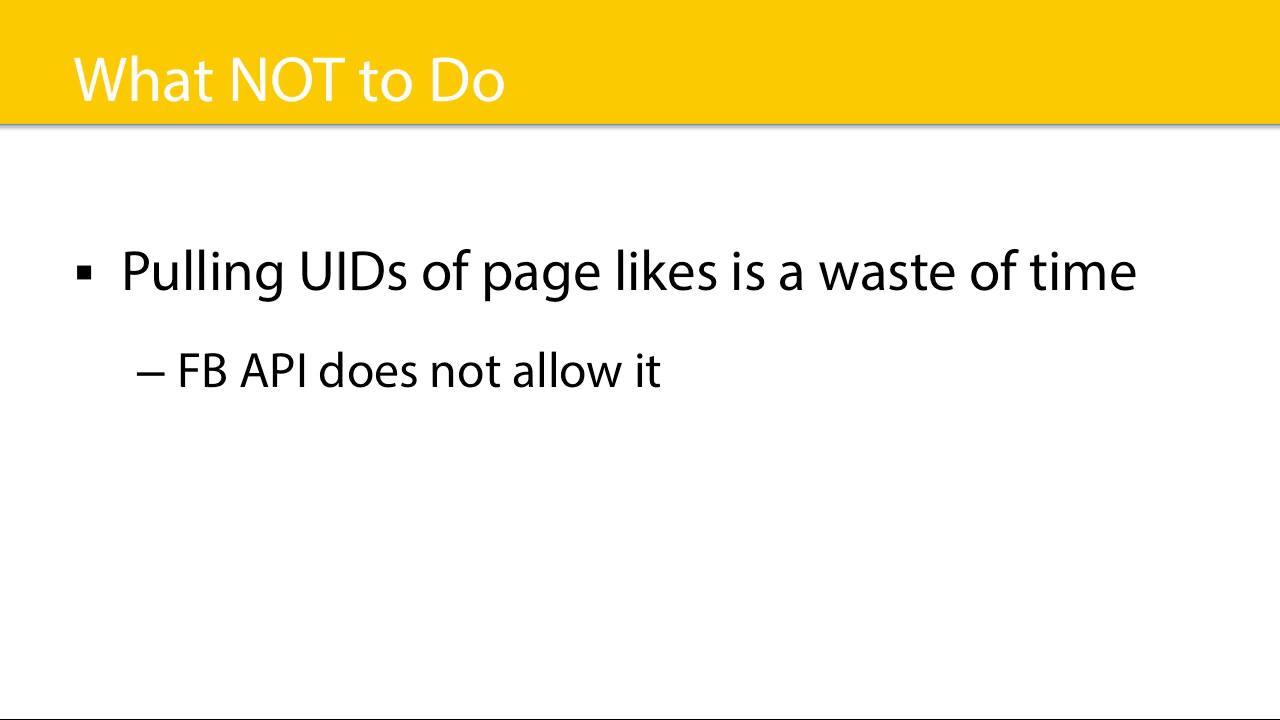 What NOT to Do
▪ Pulling UIDs of page likes is a waste of time
– FB API does not allow it